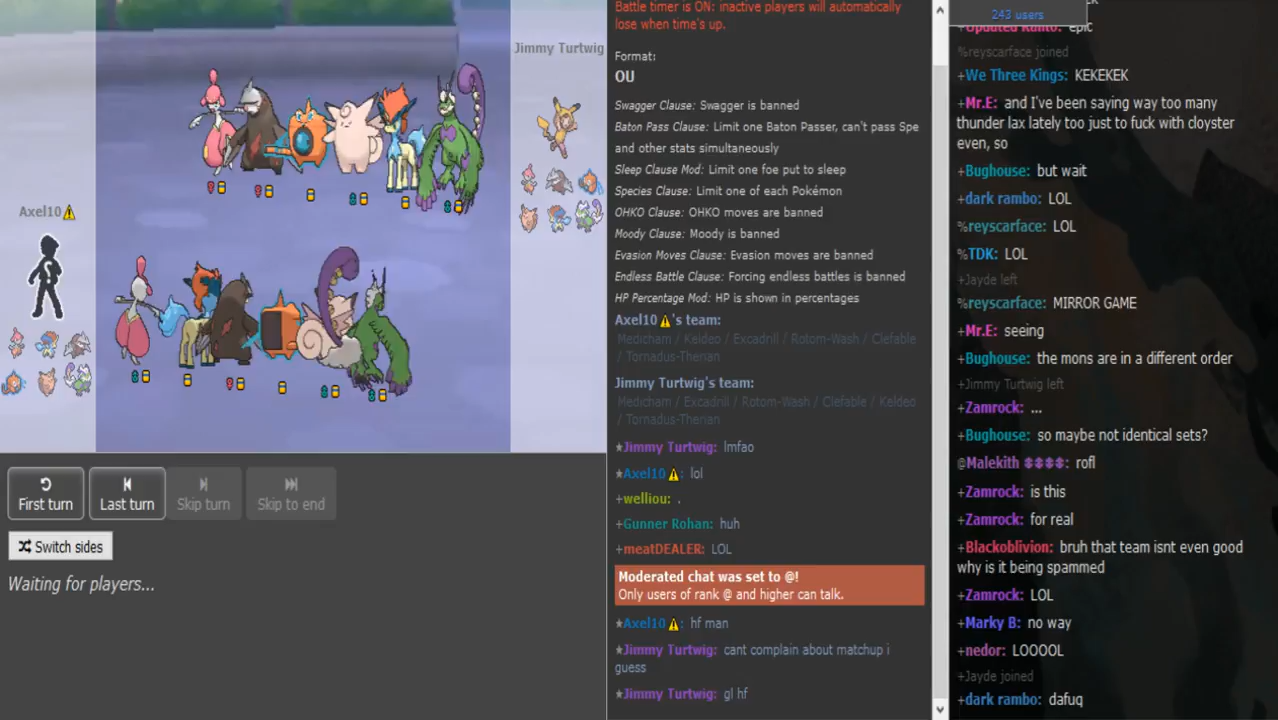 Axel10
First turn
Last turn
Skip turn
Skip to end
Switch sides
Waiting for players...
Jimmy Turtwig
Battle timer is ON: inactive players will automatically
lose when time's up.
Format:
OU
Swagger Clause: Swagger is banned
Baton Pass Clause: Limit one Baton Passer, can't pass Spe
and other stats simultaneously
Sleep Clause Mod: Limit one foe put to sleep
Species Clause: Limit one of each Pokémon
OHKO Clause: OHKO moves are banned
Moody Clause: Moody is banned
Evasion Moves Clause: Evasion moves are banned
Endless Battle Clause: Forcing endless battles is banned
HP Percentage Mod: HP is shown in percentages
Axel10's team:
Medicham / Keldeo / Excadrill / Rotom-Wash / Clefable
/ Tornadus-Therian
Jimmy Turtwig's team:
Medicham / Excadrill / Rotom-Wash / Clefable / Keldeo
/ Tornadus-Therian
★Jimmy Turtwig: lmfao
★Axel10: lol
+welliou: .
+Gunner Rohan: huh
+meatDEALER: LOL
Moderated chat was set to @!
Only users of rank @ and higher can talk.
★Axel10: hf man
★Jimmy Turtwig: cant complain about matchup i
guess
★Jimmy Turtwig: gl hf
243 users
epic
%reyscarface joined
+We Three Kings: KEKEKEK
+Mr.E: and I've been saying way too many
thunder lax lately too just to fuck with cloyster
even, so
+Bughouse: but wait
+dark rambo: LOL
%reyscarface: LOL
%TDK: LOL
+Jayde left
%reyscarface: MIRROR GAME
+Mr.E: seeing
+Bughouse: the mons are in a different order
+Jimmy Turtwig left
+Zamrock: ...
+Bughouse: so maybe not identical sets?
@Malekith $$$$: rofl
+Zamrock: is this
+Zamrock: for real
+Blackoblivion: bruh that team isnt even good
why is it being spammed
+Zamrock: LOL
+Marky B: no way
+nedor: LOOOOL
+Jayde joined
+dark rambo: dafuq